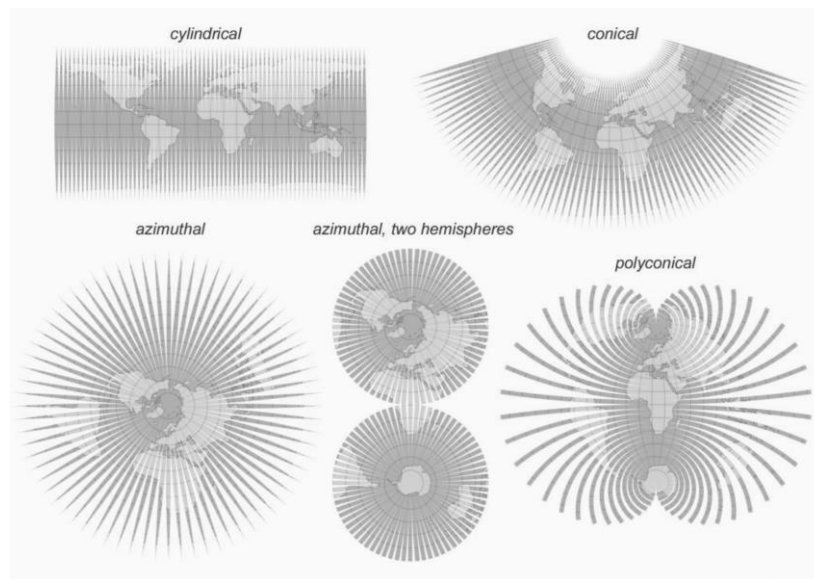 cylindrical
conical
azimuthal
azimuthal, two hemispheres
polyconical